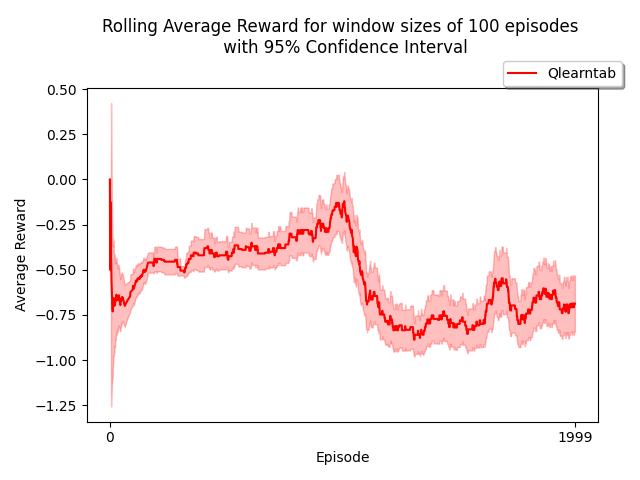 Rolling Average Reward for window sizes of 100 episodes
with 95% Confidence Interval
Qlearntab
0.50
0.25
0.00
−0.25
−0.50
−0.75
−1.00
−1.25
Average Reward
0 1999
Episode